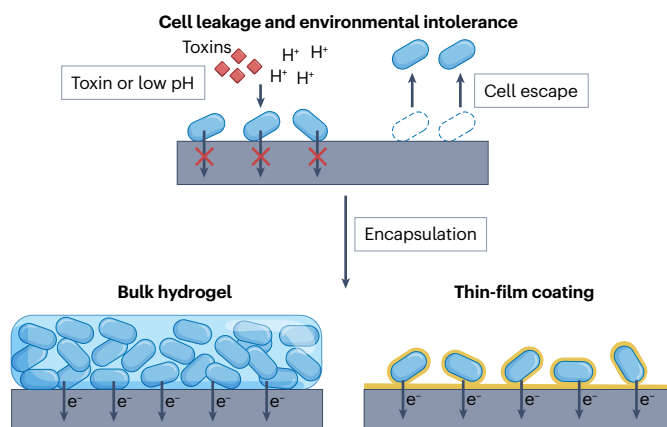 Cell leakage and environmental intolerance
Toxins
H⁺ H⁺
H⁺ H⁺
Toxin or low pH
Cell escape
Encapsulation
Bulk hydrogel
Thin-film coating
e⁻ e⁻ e⁻ e⁻ e⁻
e⁻ e⁻ e⁻ e⁻ e⁻